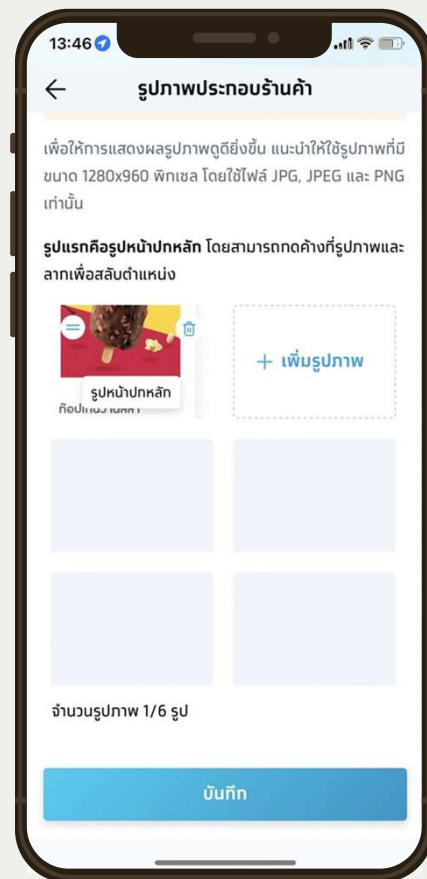 13:46
รูปภาพประกอบร้านค้า
เพื่อให้การแสดงผลรูปภาพดูดียิ่งขึ้น แนะนำให้ใช้รูปภาพที่มี
ขนาด 1280x960 พิกเซล โดยใช้ไฟล์ JPG, JPEG และ PNG
เท่านั้น
รูปแรกคือรูปหน้าปกหลัก โดยสามารถกดค้างที่รูปภาพและ
ลากเพื่อสลับตำแหน่ง
รูปหน้าปกหลัก
+ เพิ่มรูปภาพ
จำนวนรูปภาพ 1/6 รูป
บันทึก